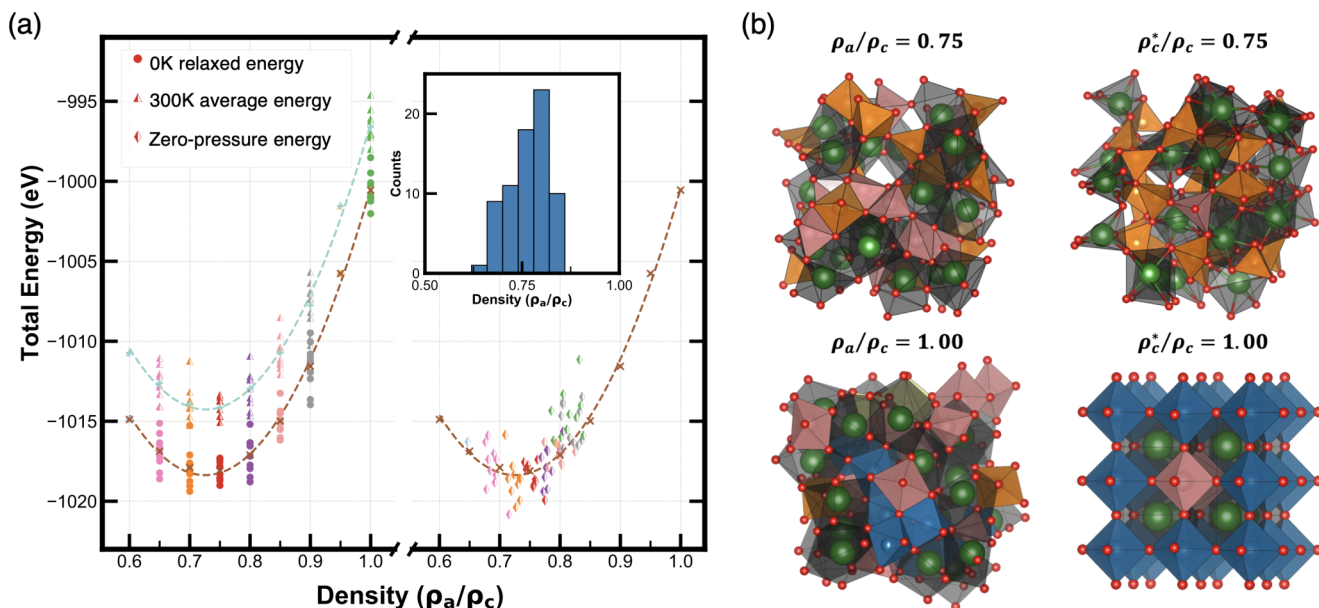 (a)
0K relaxed energy
300K average energy
Zero-pressure energy
Total Energy (eV)
−995
−1000
−1005
−1010
−1015
−1020
0.6 0.7 0.8 0.9 1.0
0.6 0.7 0.8 0.9 1.0
Density (ρa/ρc)
Counts
20
10
0
0.50 0.75 1.00
Density (ρa/ρc)
(b)
ρa/ρc = 0.75
ρc*/ρc = 0.75
ρa/ρc = 1.00
ρc*/ρc = 1.00